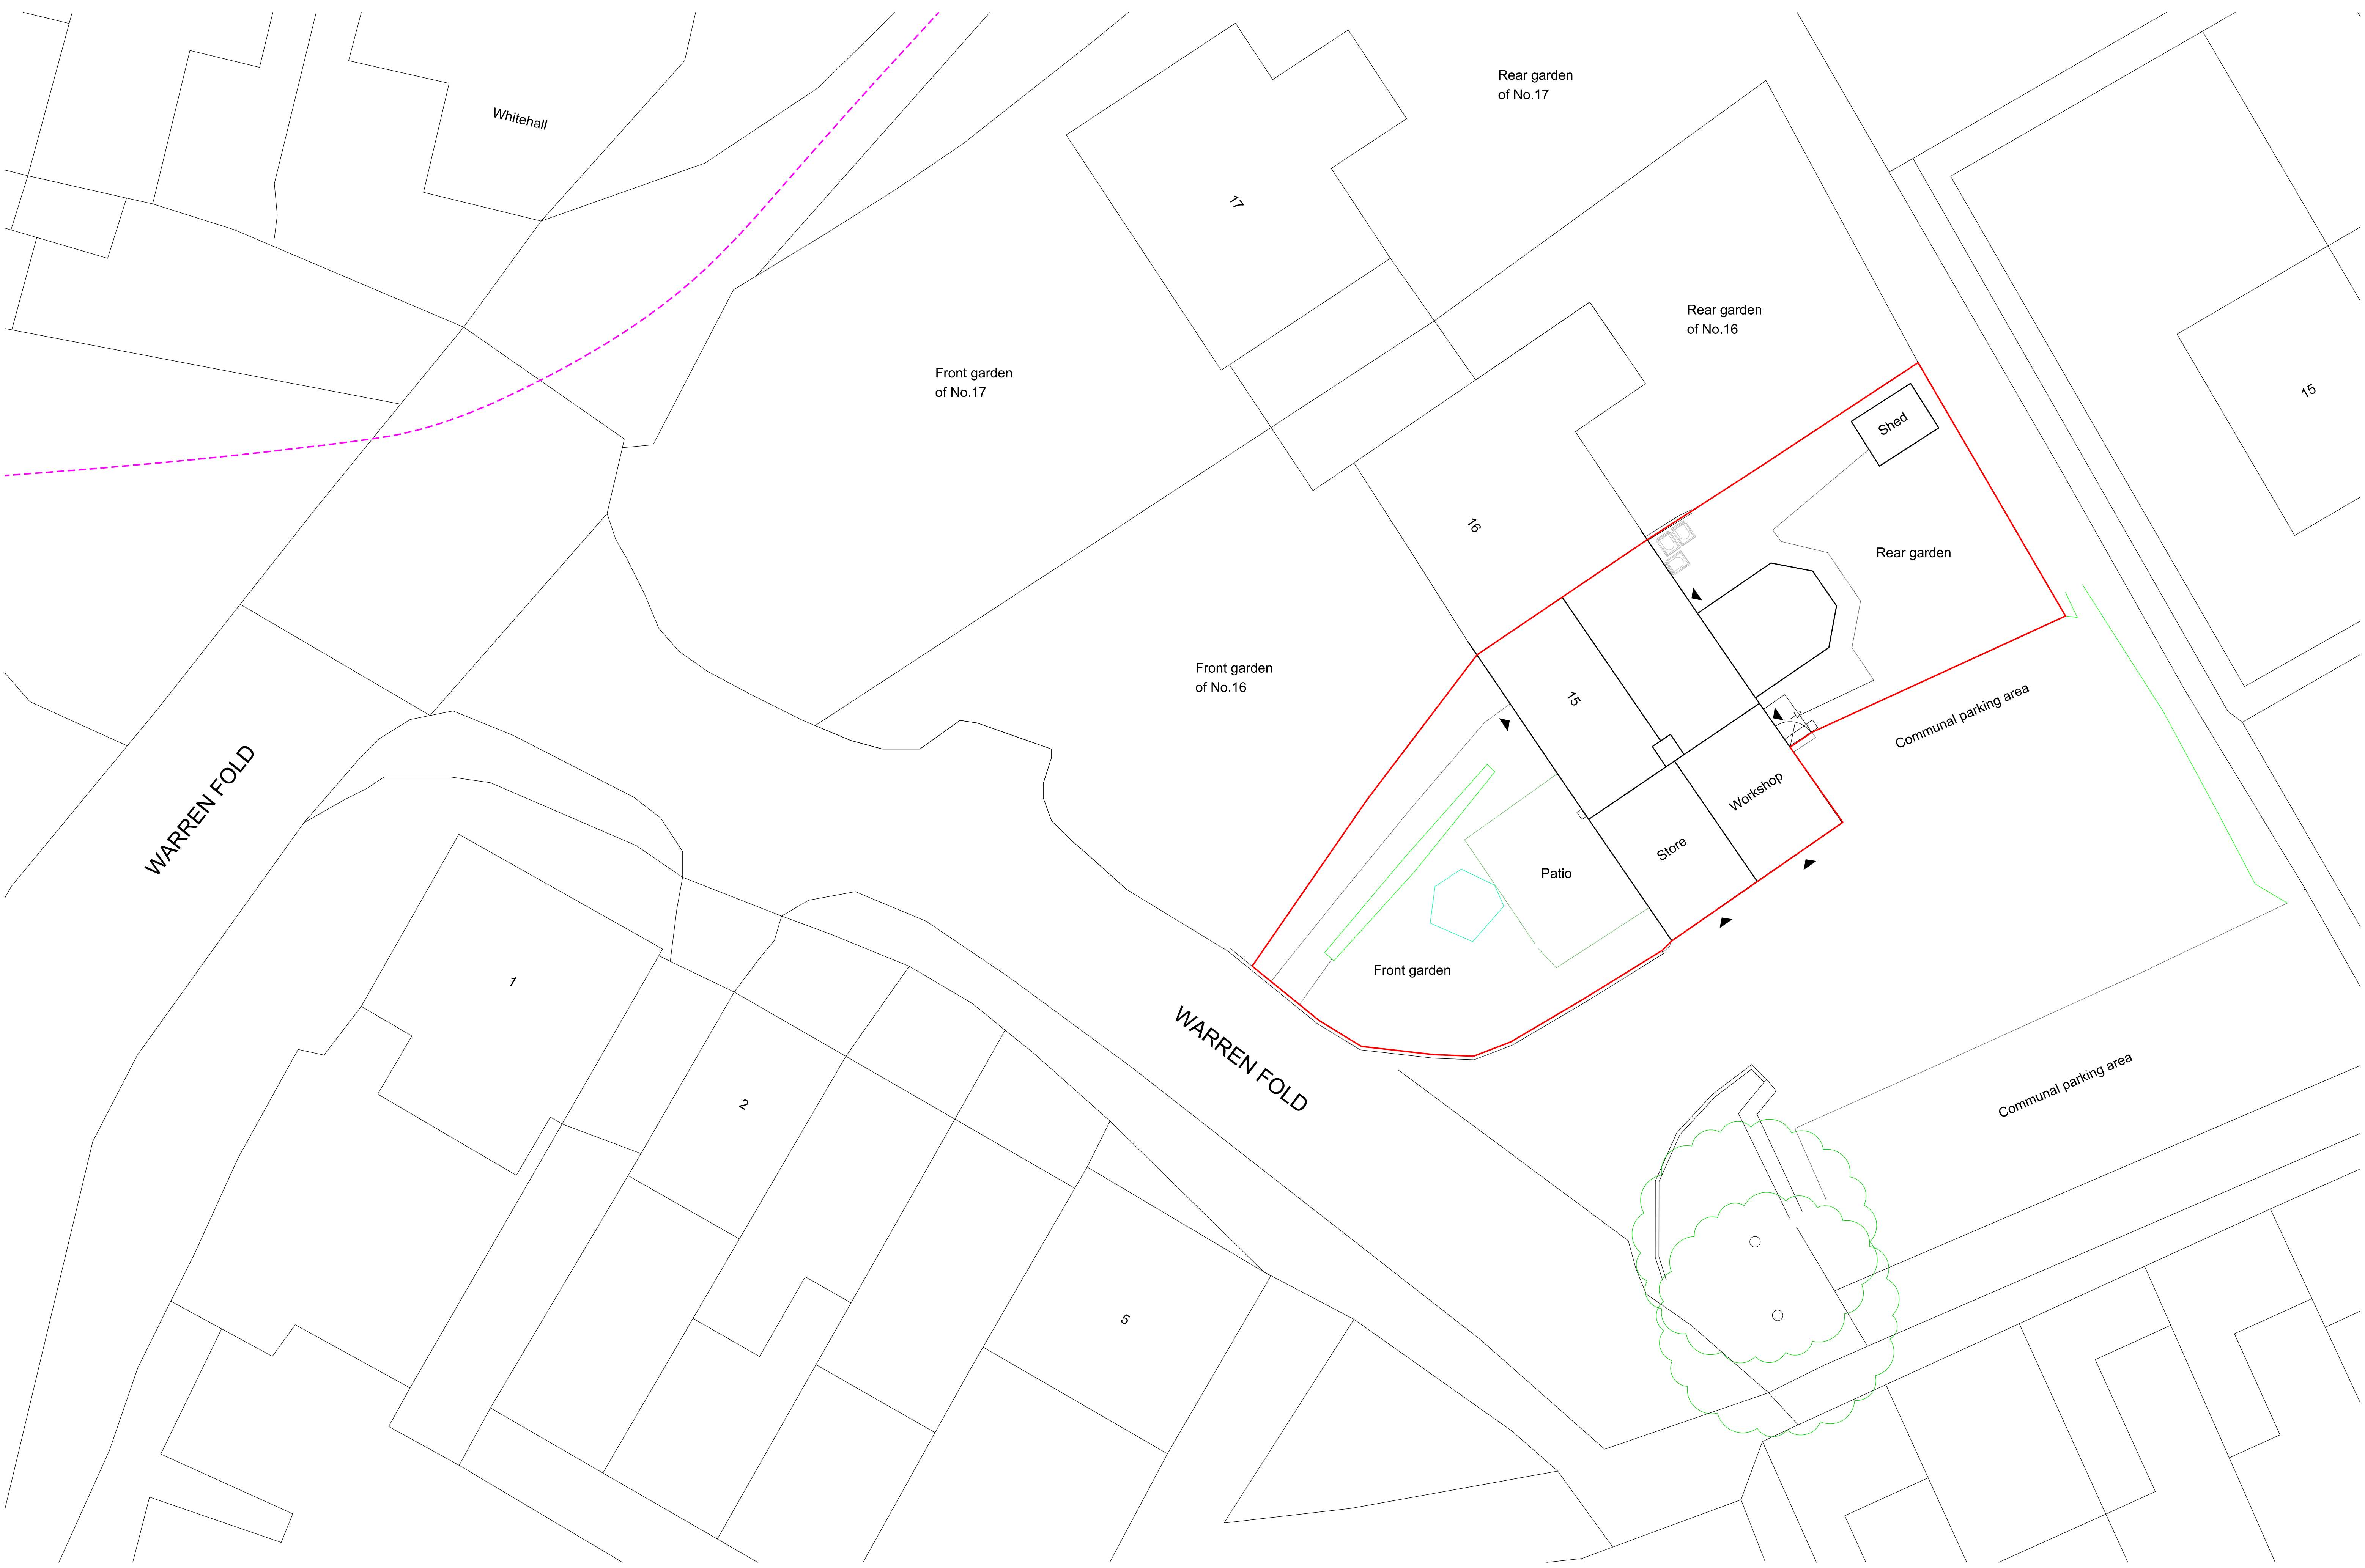 Rear garden
of No.17
Whitehall
17
Rear garden
of No.16
Front garden
of No.17
15
Shed
16
Rear garden
Front garden
of No.16
15
Communal parking area
WARREN FOLD
Workshop
Store
Patio
Front garden
1
WARREN FOLD
Communal parking area
2
5